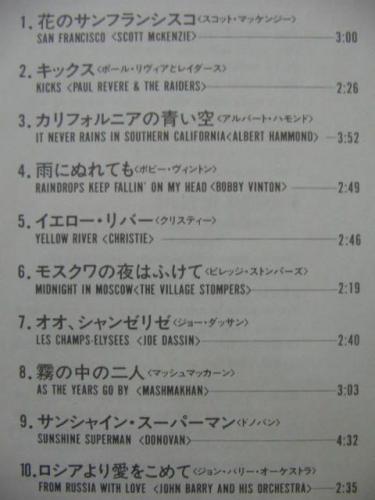 1. 花のサンフランシスコ〈スコット・マッケンジー〉
SAN FRANCISCO <SCOTT McKENZIE> 3:00
2. キックス〈ポール・リヴィアとレイダース〉
KICKS <PAUL REVERE & THE RAIDERS> 2:26
3. カリフォルニアの青い空〈アルバート・ハモンド〉
IT NEVER RAINS IN SOUTHERN CALIFORNIA<ALBERT HAMMOND> 3:52
4. 雨にぬれても〈ボビー・ヴィントン〉
RAINDROPS KEEP FALLIN' ON MY HEAD <BOBBY VINTON> 2:49
5. イエロー・リバー〈クリスティー〉
YELLOW RIVER <CHRISTIE> 2:46
6. モスクワの夜はふけて〈ビレッジ・ストンパーズ〉
MIDNIGHT IN MOSCOW<THE VILLAGE STOMPERS> 2:19
7. オオ、シャンゼリゼ〈ジョー・ダッサン〉
LES CHAMPS-ELYSEES <JOE DASSIN> 2:40
8. 霧の中の二人〈マッシュマッカーン〉
AS THE YEARS GO BY <MASHMAKHAN> 3:03
9. サンシャイン・スーパーマン〈ドノバン〉
SUNSHINE SUPERMAN <DONOVAN> 4:32
10. ロシアより愛をこめて〈ジョン・バリー・オーケストラ〉
FROM RUSSIA WITH LOVE <JOHN BARRY AND HIS ORCHESTRA> 2:35